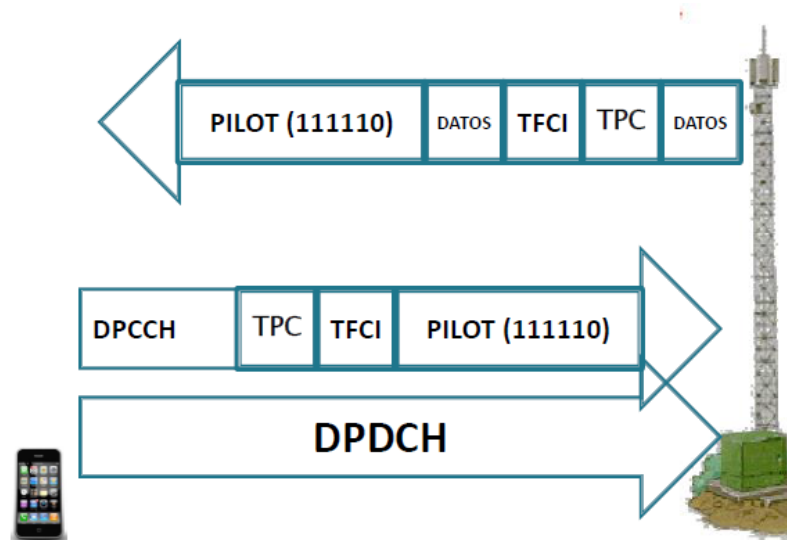 PILOT (111110) DATOS TFCI TPC DATOS
DPCCH TPC TFCI PILOT (111110)
DPDCH